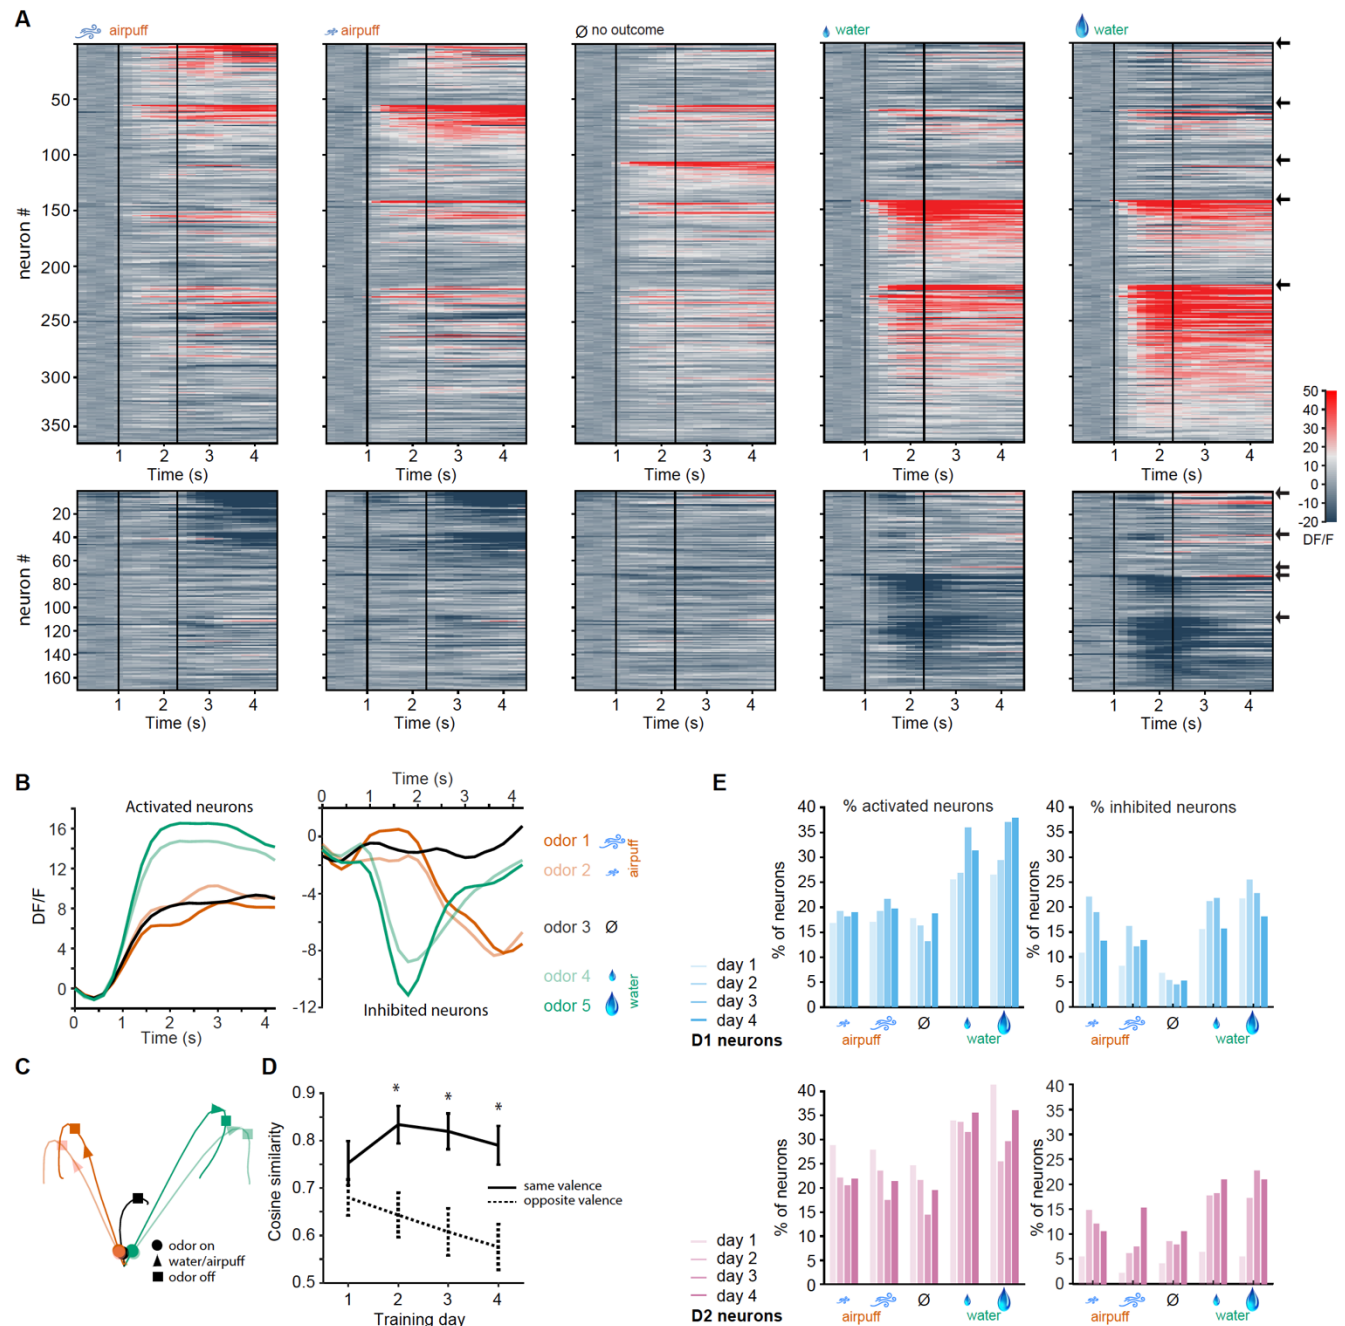 A
airpuff
airpuff
Ø no outcome
water
water
neuron #
50
100
150
200
250
300
350
1 2 3 4
1 2 3 4
1 2 3 4
1 2 3 4
1 2 3 4
Time (s)
Time (s)
Time (s)
Time (s)
Time (s)
50
40
30
20
10
0
-10
-20
DF/F
neuron #
20
40
60
80
100
120
140
160
1 2 3 4
1 2 3 4
1 2 3 4
1 2 3 4
1 2 3 4
Time (s)
Time (s)
Time (s)
Time (s)
Time (s)
B
Activated neurons
DF/F
16
12
8
4
0
0 1 2 3 4
Time (s)
Time (s)
0 1 2 3 4
0
-4
-8
-12
Inhibited neurons
odor 1
odor 2
airpuff
odor 3 Ø
odor 4
odor 5
water
C
odor on
water/airpuff
odor off
D
Cosine similarity
0.9
0.8
0.7
0.6
0.5
* * *
same valence
opposite valence
1 2 3 4
Training day
E
% activated neurons
% of neurons
40
35
30
25
20
15
10
5
0
Ø
airpuff
water
% inhibited neurons
% of neurons
40
35
30
25
20
15
10
5
0
Ø
airpuff
water
day 1
day 2
day 3
day 4
D1 neurons
% of neurons
40
35
30
25
20
15
10
5
0
Ø
airpuff
water
% of neurons
40
35
30
25
20
15
10
5
0
Ø
airpuff
water
day 1
day 2
day 3
day 4
D2 neurons